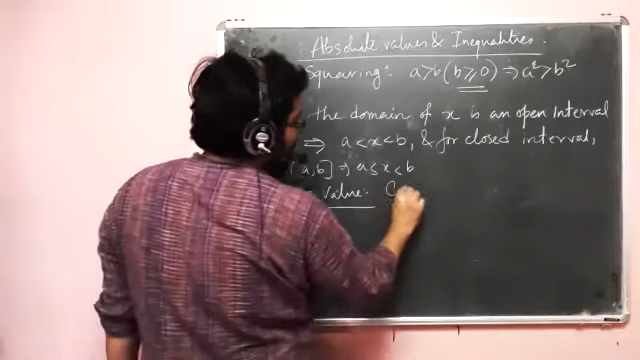 Absolute values & Inequalities.
Squaring: a>b (b⩾0) ⇒ a²>b²
the domain of x is an open Interval
⇒ a<x<b, & for closed interval,
[a,b] ⇒ a≤x≤b
value: